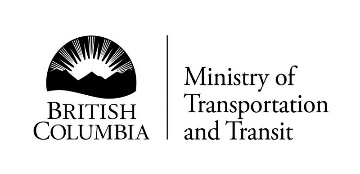 BRITISH
COLUMBIA
Ministry of
Transportation
and Transit